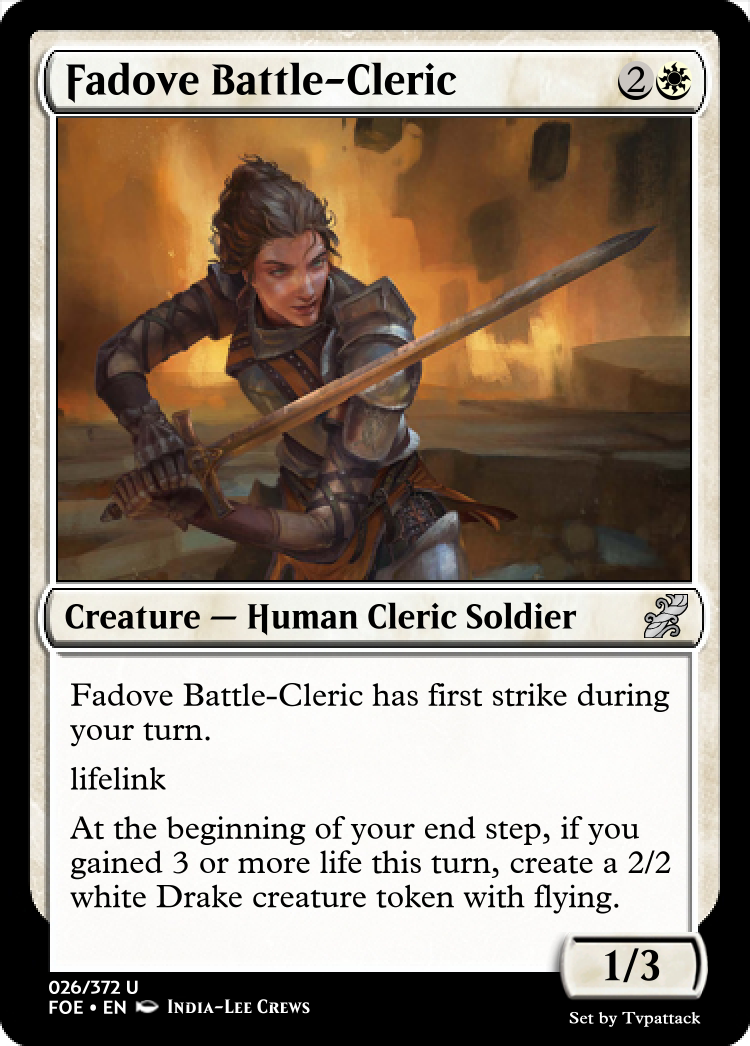 Fadove Battle-Cleric 2
Creature — Human Cleric Soldier
Fadove Battle-Cleric has first strike during
your turn.
lifelink
At the beginning of your end step, if you
gained 3 or more life this turn, create a 2/2
white Drake creature token with flying.
1/3
026/372 U
FOE • EN India-Lee Crews
Set by Tvpattack